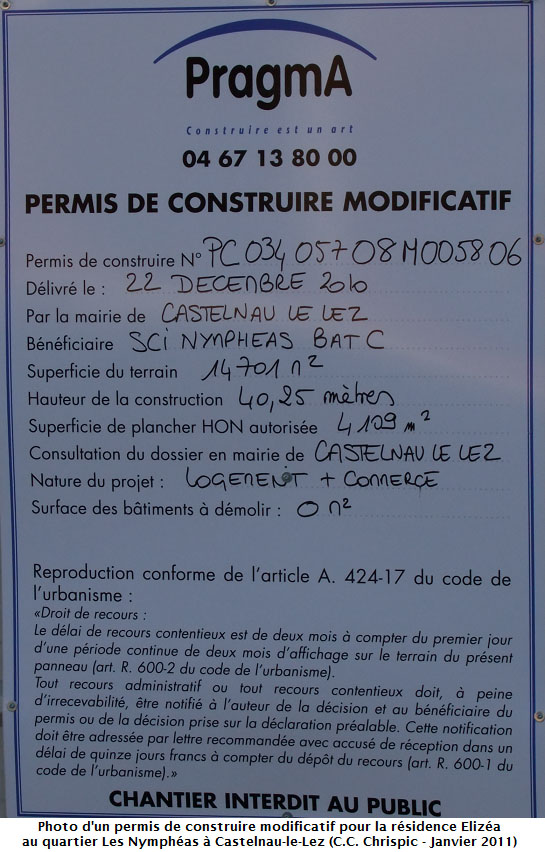 PragmA
Construire est un art
04 67 13 80 00
PERMIS DE CONSTRUIRE MODIFICATIF
Permis de construire N° PC 034 057 08 M0058 06
Délivré le : 22 DECEMBRE 2010
Par la mairie de CASTELNAU LE LEZ
Bénéficiaire SCI NYMPHEAS BAT C
Superficie du terrain 14701 m²
Hauteur de la construction 40,25 mètres
Superficie de plancher HON autorisée 4109 m²
Consultation du dossier en mairie de CASTELNAU LE LEZ
Nature du projet : LOGEMENT + COMMERCE
Surface des bâtiments à démolir : 0 m²
Reproduction conforme de l'article A. 424-17 du code de
l'urbanisme :
«Droit de recours :
Le délai de recours contentieux est de deux mois à compter du premier jour
d'une période continue de deux mois d'affichage sur le terrain du présent
panneau (art. R. 600-2 du code de l'urbanisme).
Tout recours administratif ou tout recours contentieux doit, à peine
d'irrecevabilité, être notifié à l'auteur de la décision et au bénéficiaire du
permis ou de la décision prise sur la déclaration préalable. Cette notification
doit être adressée par lettre recommandée avec accusé de réception dans un
délai de quinze jours francs à compter du dépôt du recours (art. R. 600-1 du
code de l'urbanisme).»
CHANTIER INTERDIT AU PUBLIC
Photo d'un permis de construire modificatif pour la résidence Elizéa
au quartier Les Nymphéas à Castelnau-le-Lez (C.C. Chrispic - Janvier 2011)